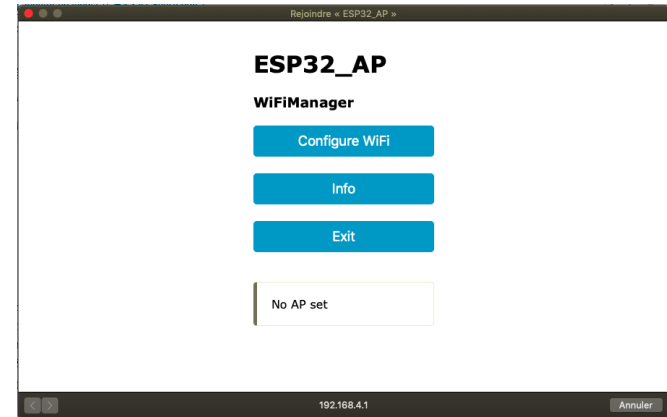 Rejoindre « ESP32_AP »
ESP32_AP
WiFiManager
Configure WiFi
Info
Exit
No AP set
192.168.4.1
Annuler